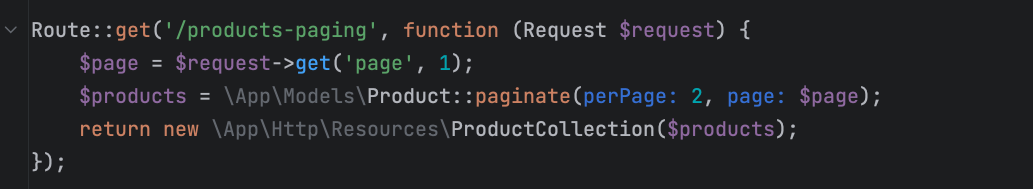 Route::get('/products-paging', function (Request $request) {
    $page = $request->get('page', 1);
    $products = \App\Models\Product::paginate(perPage: 2, page: $page);
    return new \App\Http\Resources\ProductCollection($products);
});